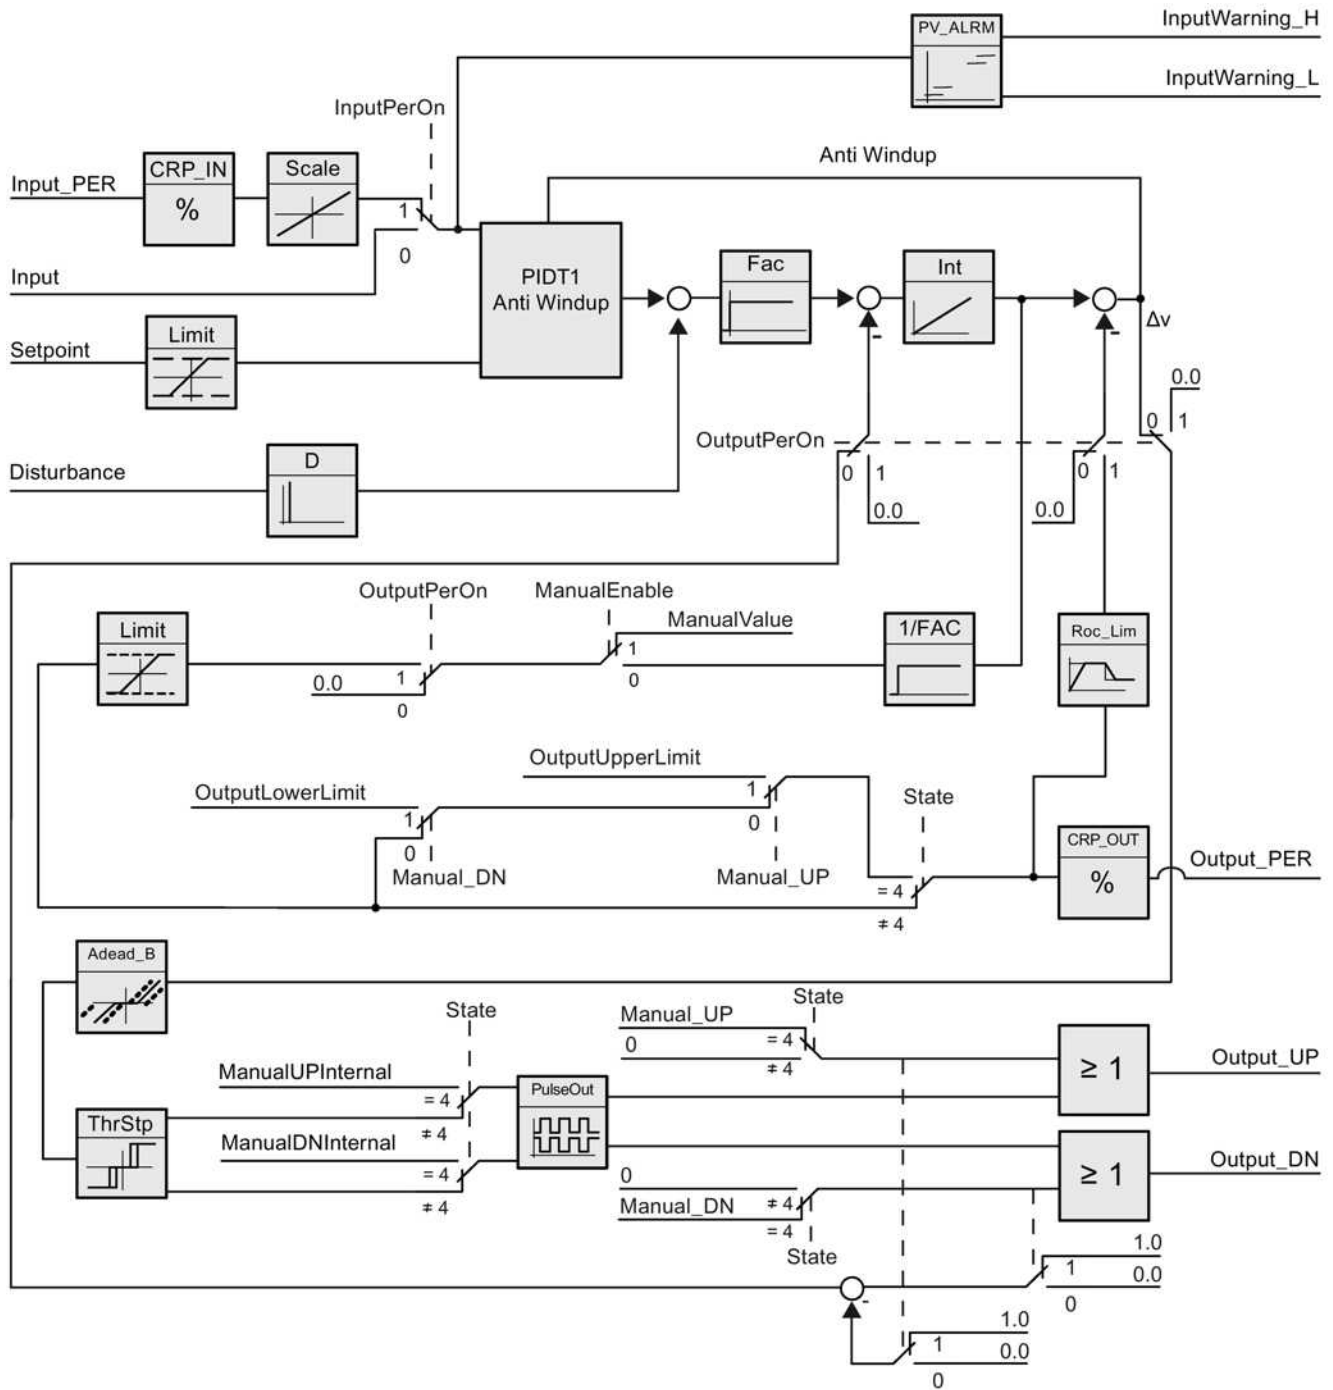 PV_ALRM
InputWarning_H
InputWarning_L
InputPerOn
Anti Windup
Input_PER
CRP_IN
%
Scale
1
0
Input
PIDT1
Anti Windup
Fac
Int
Δv
Setpoint
Limit
-
-
0.0
0
1
OutputPerOn
0
1
0.0
0
1
0.0
Disturbance
D
OutputPerOn
ManualEnable
ManualValue
Limit
1/FAC
Roc_Lim
0.0
1
0
1
0
OutputUpperLimit
OutputLowerLimit
1
0
1
0
Manual_DN
Manual_UP
State
= 4
≠ 4
CRP_OUT
%
Output_PER
Adead_B
State
State
Manual_UP
0
= 4
≠ 4
≥ 1
Output_UP
ManualUPInternal
= 4
≠ 4
PulseOut
ThrStp
ManualDNInternal
= 4
≠ 4
0
Manual_DN
≠ 4
= 4
State
≥ 1
Output_DN
1.0
1
0.0
0
-
1.0
1
0.0
0